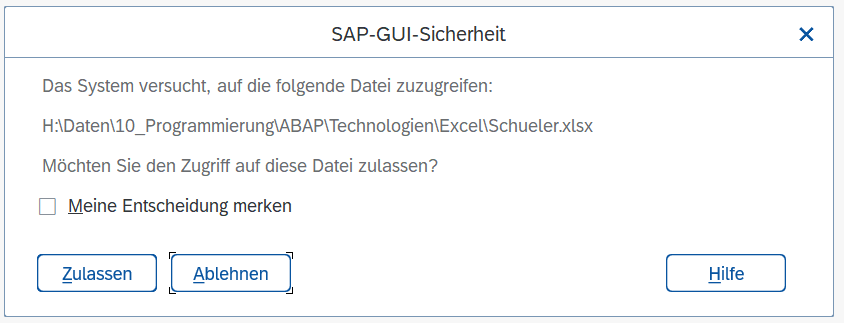 SAP-GUI-Sicherheit
Das System versucht, auf die folgende Datei zuzugreifen:
H:\Daten\10_Programmierung\ABAP\Technologien\Excel\Schueler.xlsx
Möchten Sie den Zugriff auf diese Datei zulassen?
Meine Entscheidung merken
Zulassen Ablehnen Hilfe